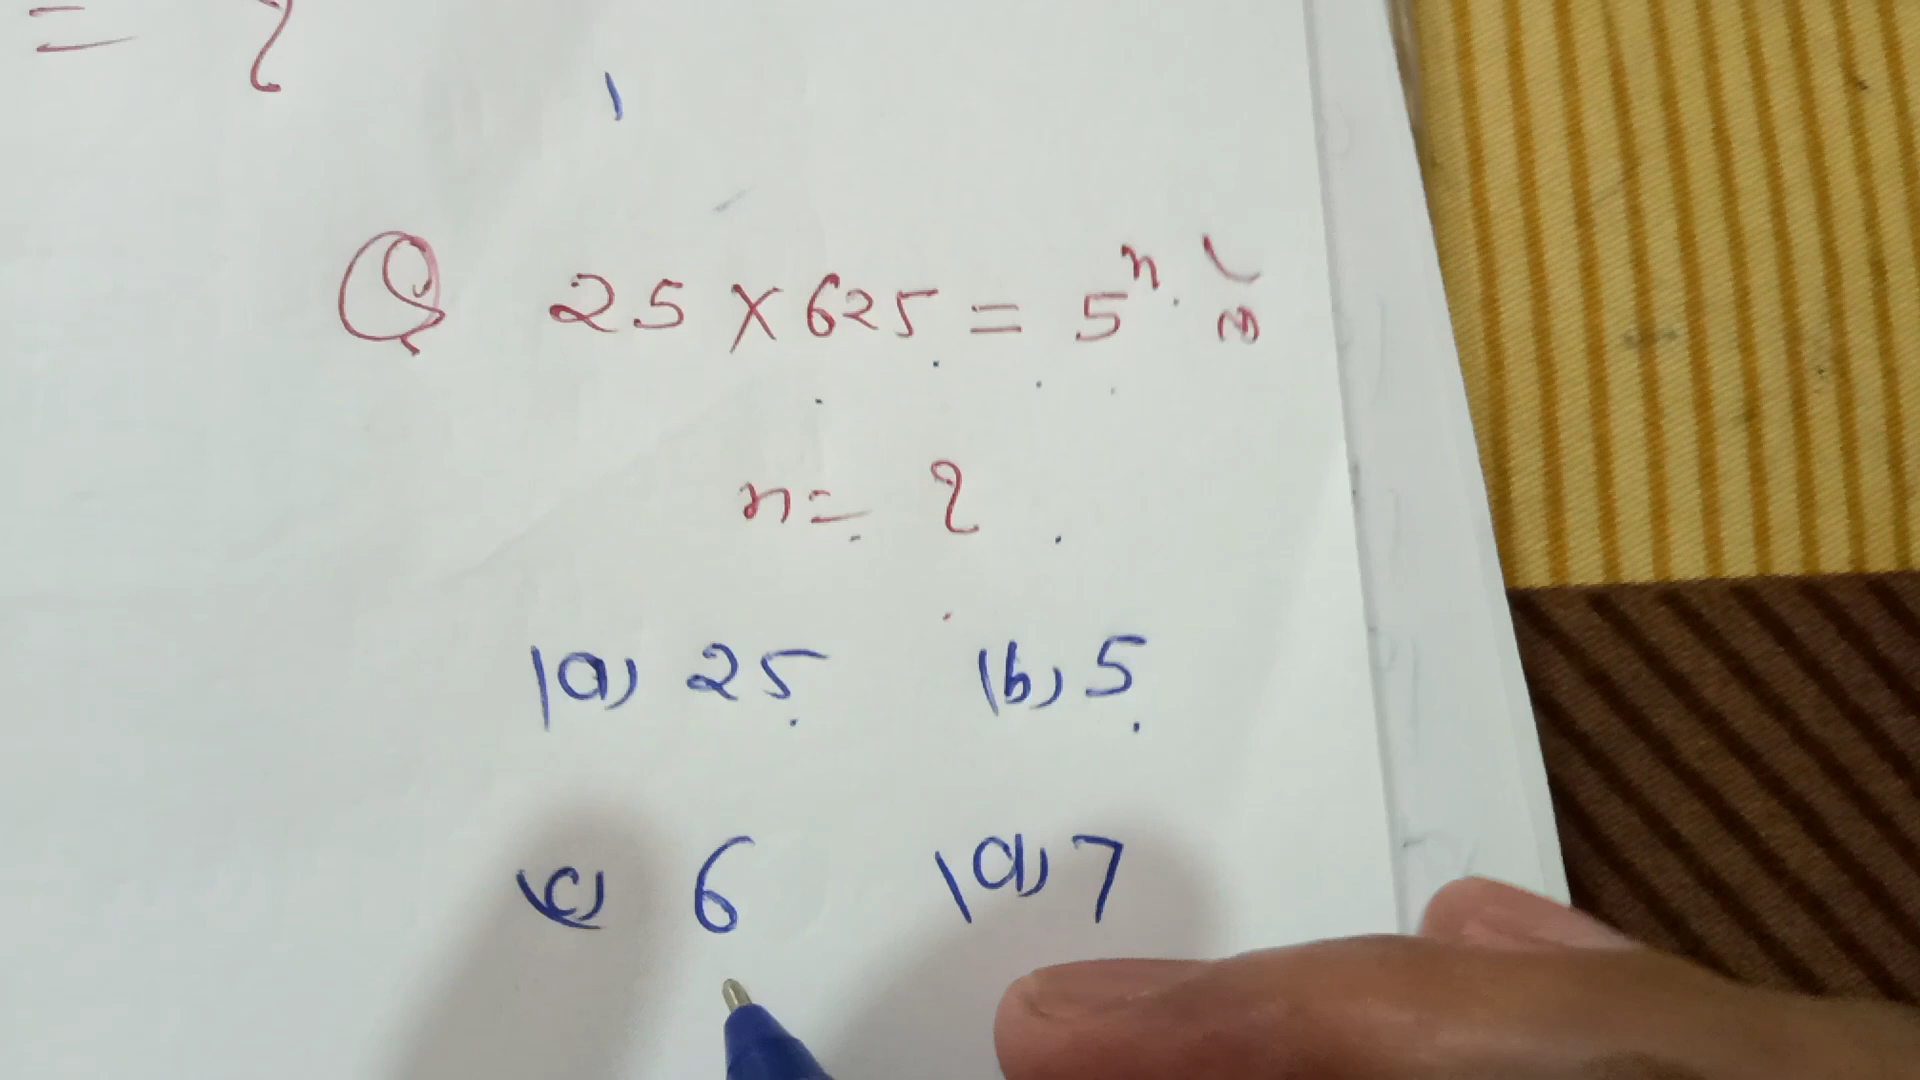 = ?
Q 25 × 625 = 5ⁿ
n = ?
(a) 25 (b) 5
(c) 6 (d) 7